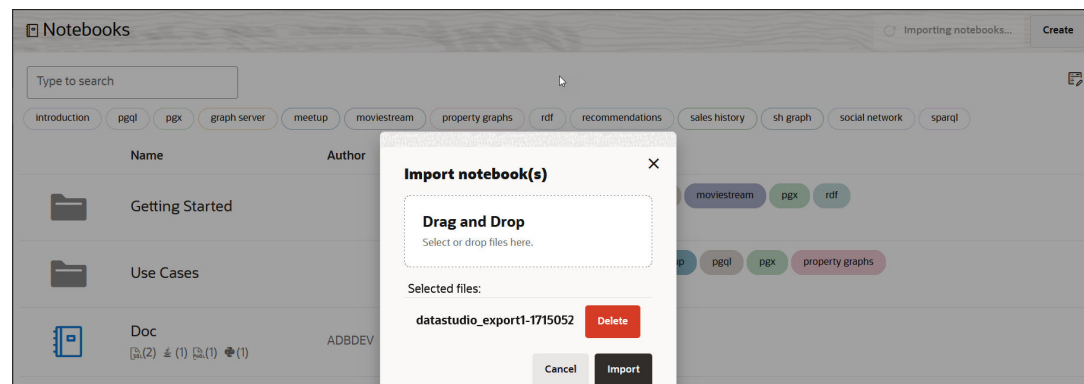 Notebooks
Importing notebooks...
Create
Type to search
introduction pgql pgx graph server meetup moviestream property graphs rdf recommendations sales history sh graph social network sparql
Name Author
Import notebook(s)
Getting Started
moviestream pgx rdf
Drag and Drop
Select or drop files here.
Use Cases
pgql pgx property graphs
Selected files:
datastudio_export1-1715052 Delete
Doc
(2) (1) (1) (1)
ADBDEV
Cancel Import